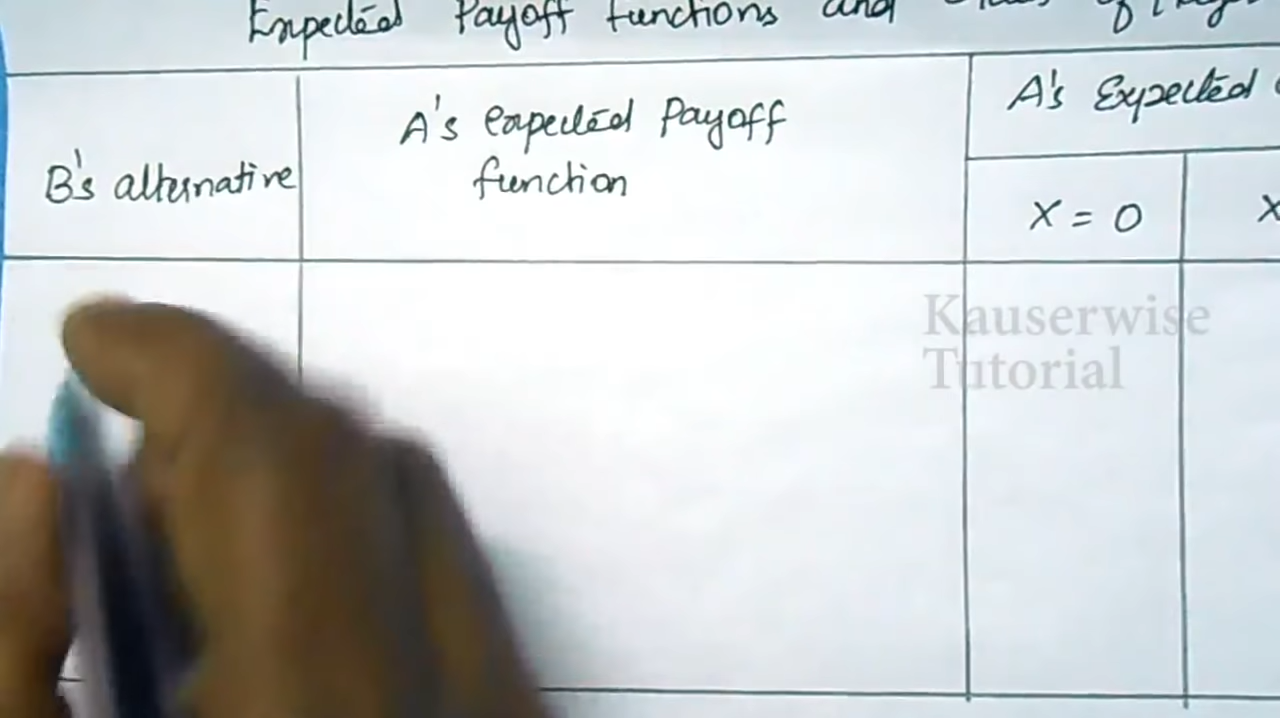 Expected Payoff functions and
B's alternative
A's expected Payoff
function
A's Expected
X = 0
X
Kauserwise
Tutorial